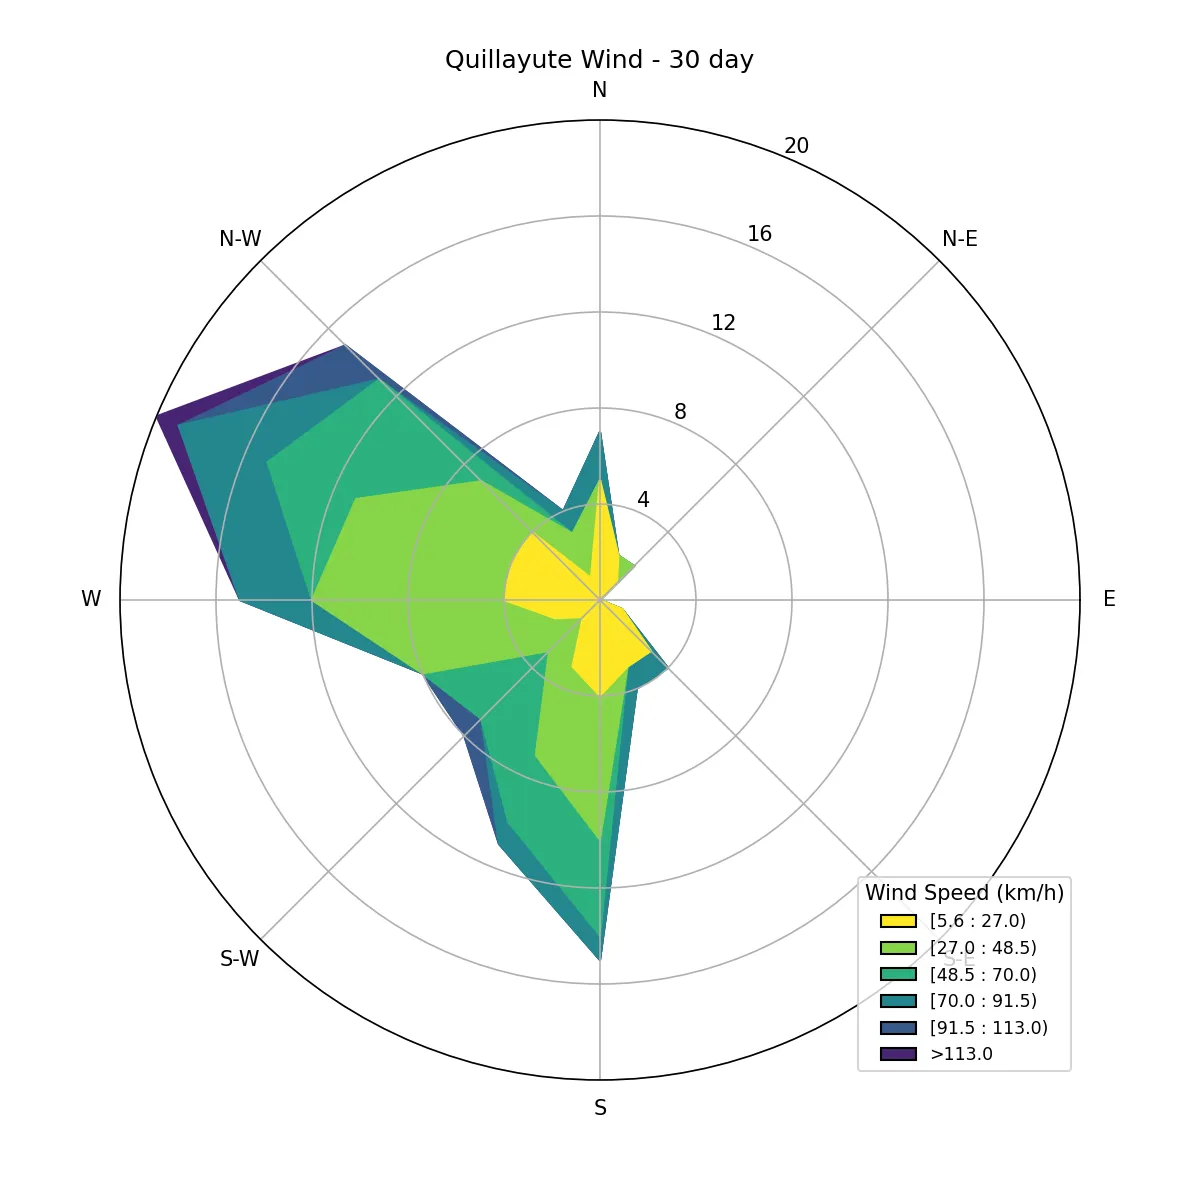 Quillayute Wind - 30 day
N
20
N-W
N-E
16
12
8
4
W
E
S-W
S-E
Wind Speed (km/h)
[5.6 : 27.0)
[27.0 : 48.5)
[48.5 : 70.0)
[70.0 : 91.5)
[91.5 : 113.0)
>113.0
S